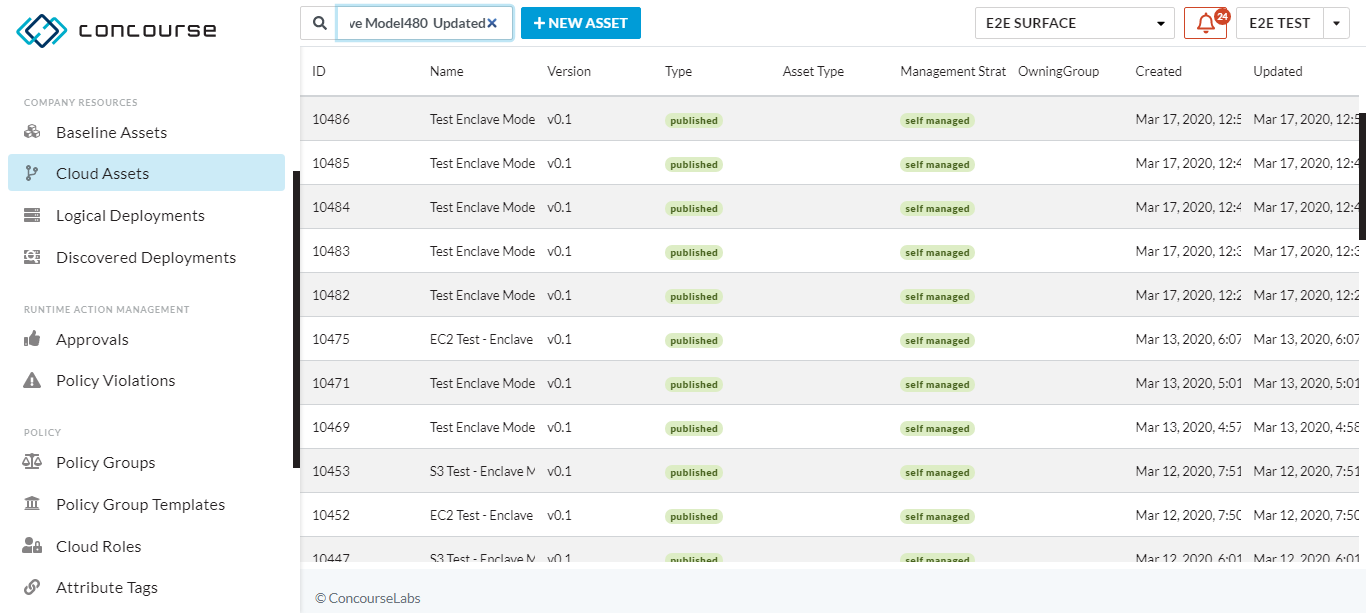 concourse
ve Model480 Updated
NEW ASSET
E2E SURFACE
24
E2E TEST
COMPANY RESOURCES
Baseline Assets
Cloud Assets
Logical Deployments
Discovered Deployments
RUNTIME ACTION MANAGEMENT
Approvals
Policy Violations
POLICY
Policy Groups
Policy Group Templates
Cloud Roles
Attribute Tags
ID Name Version Type Asset Type Management Strat OwningGroup Created Updated
10486 Test Enclave Mode v0.1 published self managed Mar 17, 2020, 12:5 Mar 17, 2020, 12:5
10485 Test Enclave Mode v0.1 published self managed Mar 17, 2020, 12:4 Mar 17, 2020, 12:4
10484 Test Enclave Mode v0.1 published self managed Mar 17, 2020, 12:4 Mar 17, 2020, 12:4
10483 Test Enclave Mode v0.1 published self managed Mar 17, 2020, 12:3 Mar 17, 2020, 12:3
10482 Test Enclave Mode v0.1 published self managed Mar 17, 2020, 12:2 Mar 17, 2020, 12:2
10475 EC2 Test - Enclave v0.1 published self managed Mar 13, 2020, 6:07 Mar 13, 2020, 6:07
10471 Test Enclave Mode v0.1 published self managed Mar 13, 2020, 5:01 Mar 13, 2020, 5:01
10469 Test Enclave Mode v0.1 published self managed Mar 13, 2020, 4:57 Mar 13, 2020, 4:58
10453 S3 Test - Enclave M v0.1 published self managed Mar 12, 2020, 7:51 Mar 12, 2020, 7:51
10452 EC2 Test - Enclave v0.1 published self managed Mar 12, 2020, 7:50 Mar 12, 2020, 7:50
10447 S3 Test - Enclave M v0.1 published self managed Mar 12, 2020, 6:01 Mar 12, 2020, 6:01
© ConcourseLabs